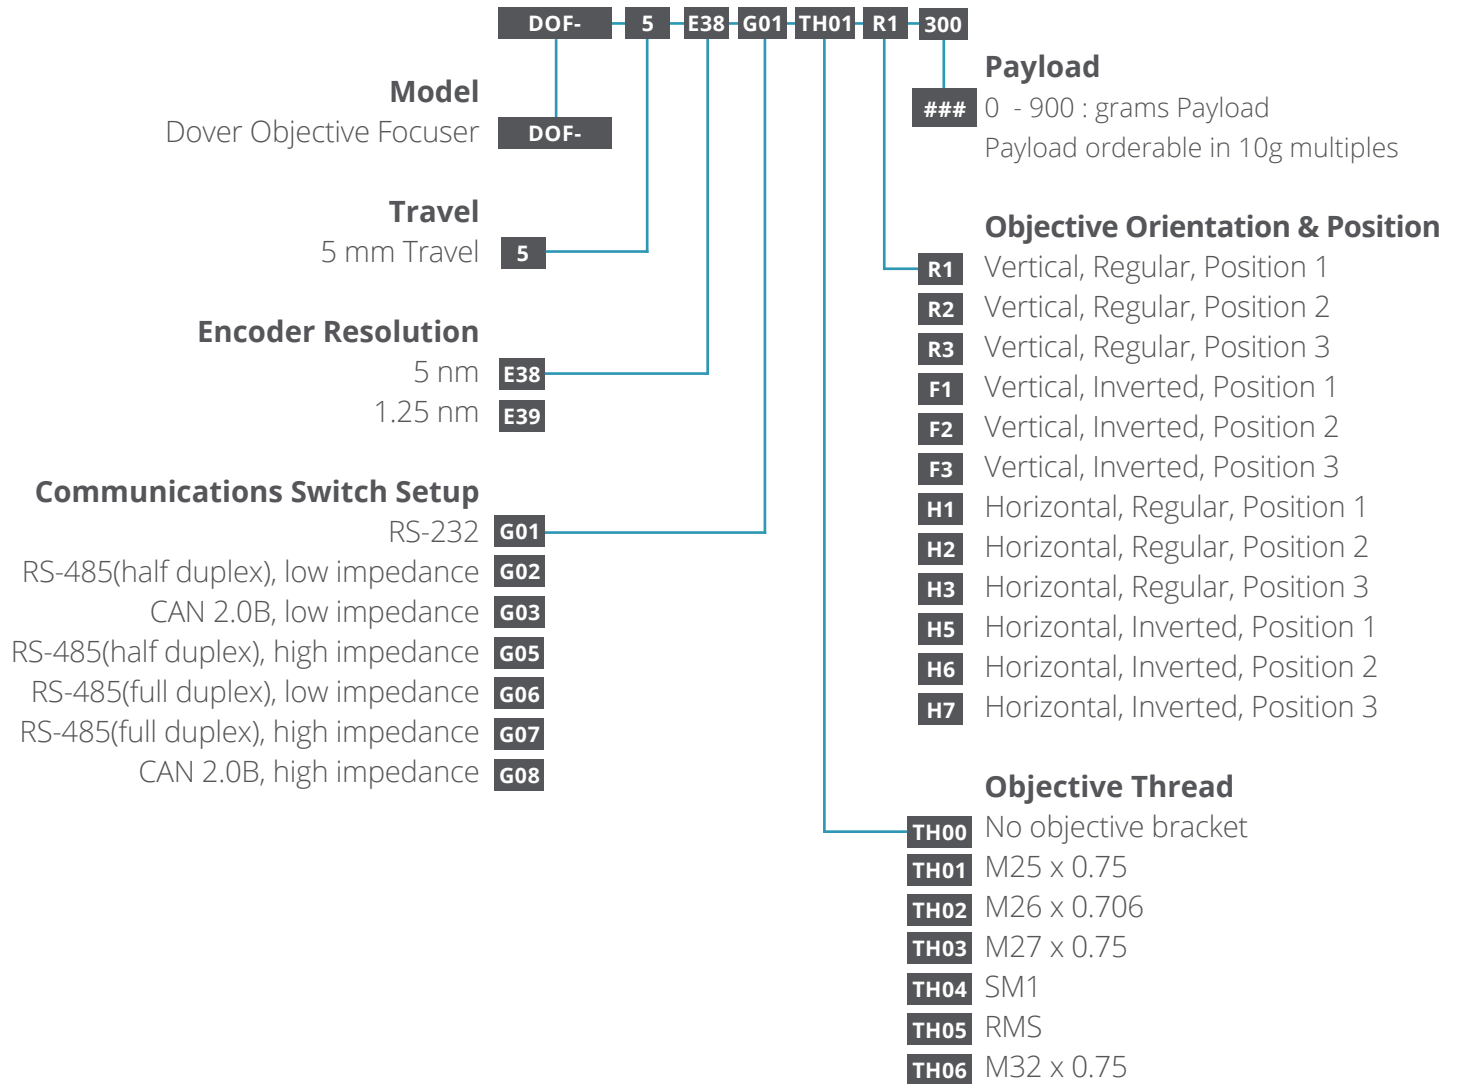 DOF- 5 E38 G01 TH01 R1 300
Model
Dover Objective Focuser DOF-
Travel
5 mm Travel 5
Encoder Resolution
5 nm E38
1.25 nm E39
Communications Switch Setup
RS-232 G01
RS-485(half duplex), low impedance G02
CAN 2.0B, low impedance G03
RS-485(half duplex), high impedance G05
RS-485(full duplex), low impedance G06
RS-485(full duplex), high impedance G07
CAN 2.0B, high impedance G08
Payload
### 0 - 900 : grams Payload
Payload orderable in 10g multiples
Objective Orientation & Position
R1 Vertical, Regular, Position 1
R2 Vertical, Regular, Position 2
R3 Vertical, Regular, Position 3
F1 Vertical, Inverted, Position 1
F2 Vertical, Inverted, Position 2
F3 Vertical, Inverted, Position 3
H1 Horizontal, Regular, Position 1
H2 Horizontal, Regular, Position 2
H3 Horizontal, Regular, Position 3
H5 Horizontal, Inverted, Position 1
H6 Horizontal, Inverted, Position 2
H7 Horizontal, Inverted, Position 3
Objective Thread
TH00 No objective bracket
TH01 M25 x 0.75
TH02 M26 x 0.706
TH03 M27 x 0.75
TH04 SM1
TH05 RMS
TH06 M32 x 0.75